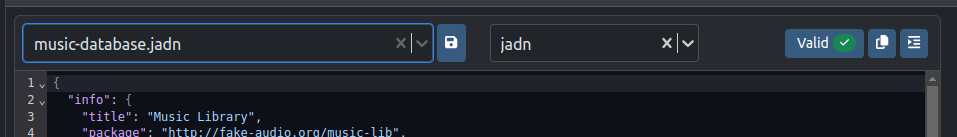 music-database.jadn jadn Valid
1 {
2 "info": {
3 "title": "Music Library",
4 "package": "http://fake-audio.org/music-lib",